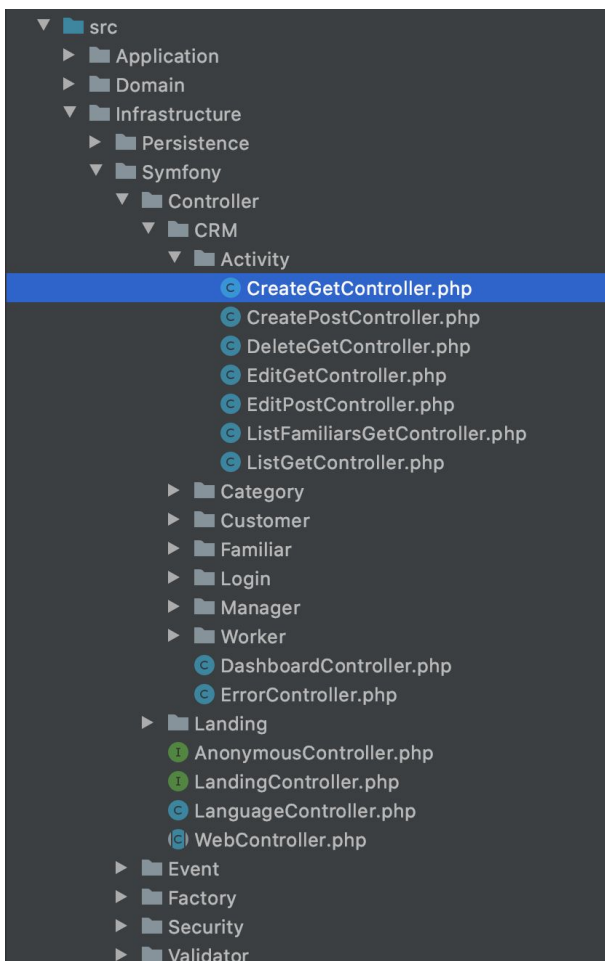 src
Application
Domain
Infrastructure
Persistence
Symfony
Controller
CRM
Activity
CreateGetController.php
CreatePostController.php
DeleteGetController.php
EditGetController.php
EditPostController.php
ListFamiliarsGetController.php
ListGetController.php
Category
Customer
Familiar
Login
Manager
Worker
DashboardController.php
ErrorController.php
Landing
AnonymousController.php
LandingController.php
LanguageController.php
WebController.php
Event
Factory
Security
Validator